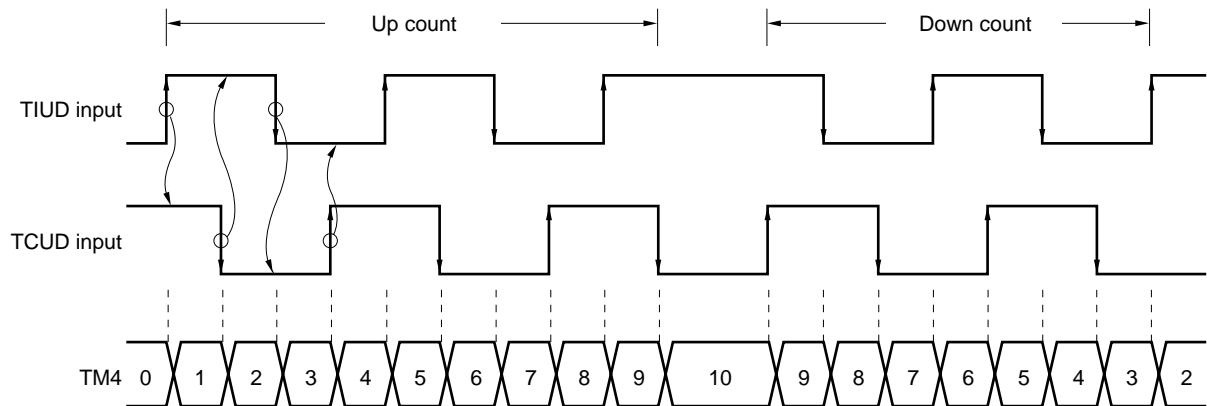 Up count
Down count
TIUD input
TCUD input
TM4 0 1 2 3 4 5 6 7 8 9 10 9 8 7 6 5 4 3 2